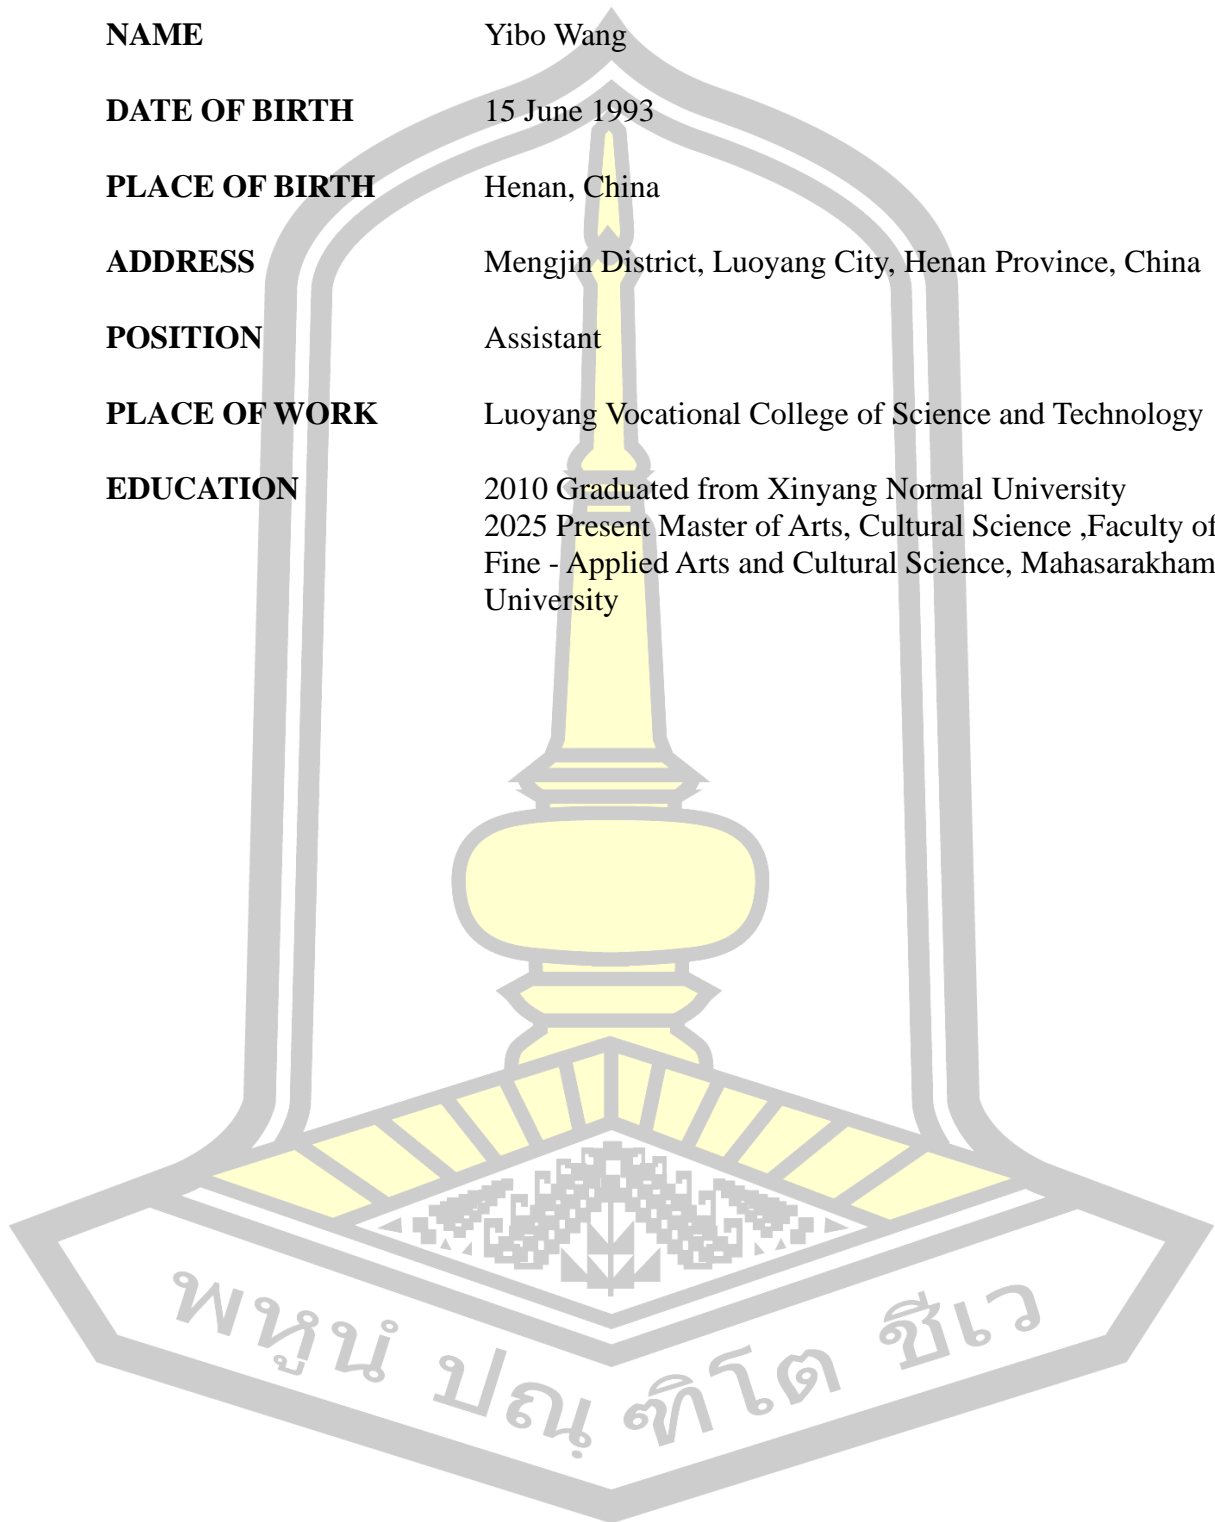 NAME Yibo Wang
DATE OF BIRTH 15 June 1993
PLACE OF BIRTH Henan, China
ADDRESS Mengjin District, Luoyang City, Henan Province, China
POSITION Assistant
PLACE OF WORK Luoyang Vocational College of Science and Technology
EDUCATION 2010 Graduated from Xinyang Normal University
2025 Present Master of Arts, Cultural Science ,Faculty of
Fine - Applied Arts and Cultural Science, Mahasarakham
University
พหูนํ ปณฺ ฑิโต ชีเว